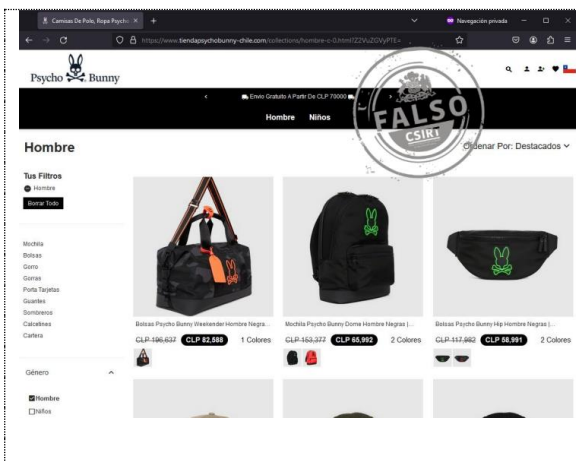 Camisas De Polo, Ropa Psycho
Navegación privada
https://www.tiendapsychobunny-chile.com/collections/hombre-c-0.html?Z2VuZGVyPTE=
Psycho Bunny
Envio Gratuito A Partir De CLP 70000
Hombre Niños
FALSO
CSIRT
Hombre
Ordenar Por: Destacados
Tus Filtros
Hombre
Borrar Todo
Mochila
Bolsas
Gorro
Gorras
Porta Tarjetas
Guantes
Sombreros
Calcetines
Cartera
Género
Hombre
Niños
Bolsas Psycho Bunny Weekender Hombre Negra...
CLP 196,637 CLP 82,588 1 Colores
Mochila Psycho Bunny Dome Hombre Negras |...
CLP 153,377 CLP 65,992 2 Colores
Bolsas Psycho Bunny Hip Hombre Negras |...
CLP 117,982 CLP 58,991 2 Colores